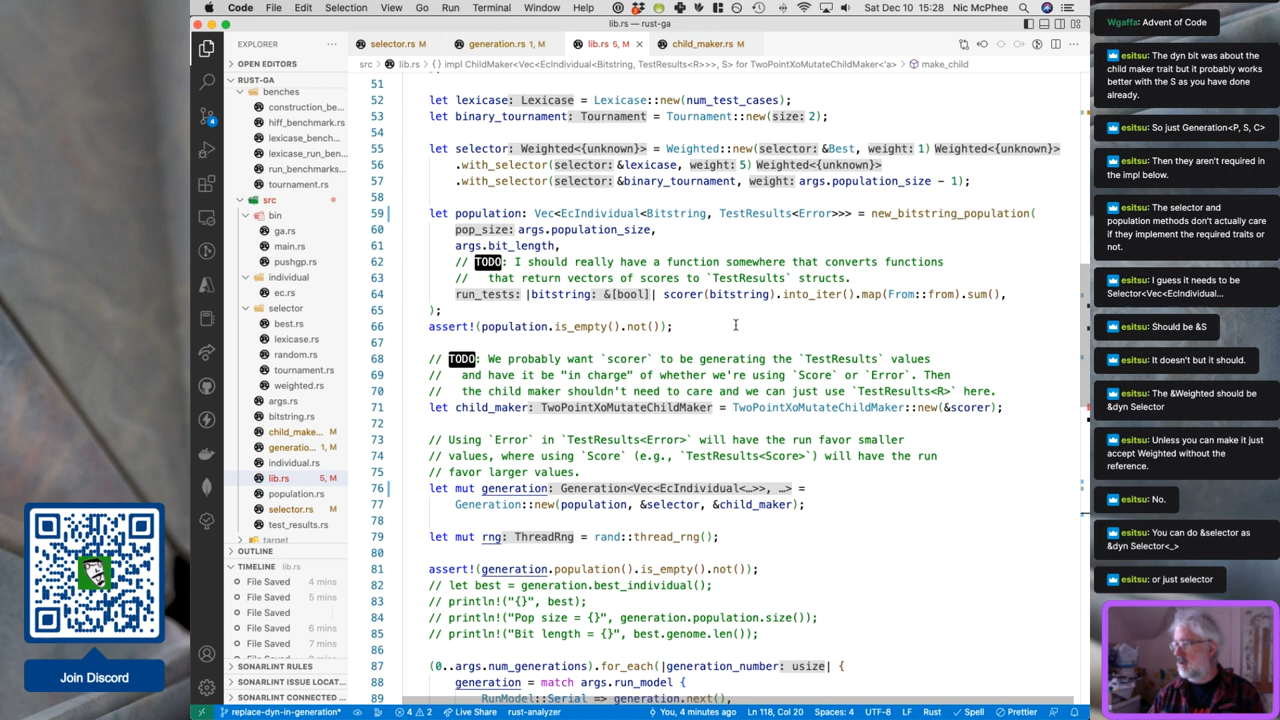 Code File Edit Selection View Go Run Terminal Window Help
Sat Dec 10 15:28 Nic McPhee
lib.rs — rust-ga
EXPLORER
OPEN EDITORS
RUST-GA
benches
construction_be...
hiff_benchmark.rs
lexicase_bench...
lexicase_run_ben...
run_benchmarks...
tournament.rs
src
bin
ga.rs
main.rs
pushgp.rs
individual
ec.rs
selector
best.rs
lexicase.rs
random.rs
tournament.rs
weighted.rs
args.rs
bitstring.rs
child_make... M
generatio... 1, M
individual.rs
lib.rs 5, M
population.rs
selector.rs M
test_results.rs
target
OUTLINE
TIMELINE lib.rs
File Saved 4 mins
File Saved 5 mins
File Saved
File Saved 6 mins
File Saved 7 mins
SONARLINT RULES
SONARLINT ISSUE LOCAT...
SONARLINT CONNECTED ...
selector.rs M
generation.rs 1, M
lib.rs 5, M
child_maker.rs M
src > lib.rs > {} impl ChildMaker<Vec<EcIndividual<Bitstring, TestResults<R>>>, S> for TwoPointXoMutateChildMaker<'a> > make_child
51
52 let lexicase: Lexicase = Lexicase::new(num_test_cases);
53 let binary_tournament: Tournament = Tournament::new(size: 2);
54
55 let selector: Weighted<{unknown}> = Weighted::new(selector: &Best, weight: 1) Weighted<{unknown}>
56 .with_selector(selector: &lexicase, weight: 5) Weighted<{unknown}>
57 .with_selector(selector: &binary_tournament, weight: args.population_size - 1);
58
59 let population: Vec<EcIndividual<Bitstring, TestResults<Error>>> = new_bitstring_population(
60 pop_size: args.population_size,
61 args.bit_length,
62 // TODO: I should really have a function somewhere that converts functions
63 // that return vectors of scores to `TestResults` structs.
64 run_tests: |bitstring: &[bool]| scorer(bitstring).into_iter().map(From::from).sum(),
65 );
66 assert!(population.is_empty().not());
67
68 // TODO: We probably want `scorer` to be generating the `TestResults` values
69 // and have it be "in charge" of whether we're using `Score` or `Error`. Then
70 // the child maker shouldn't need to care and we can just use `TestResults<R>` here.
71 let child_maker: TwoPointXoMutateChildMaker = TwoPointXoMutateChildMaker::new(&scorer);
72
73 // Using `Error` in `TestResults<Error>` will have the run favor smaller
74 // values, where using `Score` (e.g., `TestResults<Score>`) will have the run
75 // favor larger values.
76 let mut generation: Generation<Vec<EcIndividual<…>>, …> =
77 Generation::new(population, &selector, &child_maker);
78
79 let mut rng: ThreadRng = rand::thread_rng();
80
81 assert!(generation.population().is_empty().not());
82 // let best = generation.best_individual();
83 // println!("{}", best);
84 // println!("Pop size = {}", generation.population.size());
85 // println!("Bit length = {}", best.genome.len());
86
87 (0..args.num_generations).for_each(|generation_number: usize| {
88 generation = match args.run_model {
89 RunModel::Serial => generation.next(),
replace-dyn-in-generation* 4 2 Live Share rust-analyzer You, 4 minutes ago Ln 118, Col 20 Spaces: 4 UTF-8 LF Rust Spell Prettier
Join Discord
Wgaffa: Advent of Code
esitsu: The dyn bit was about the
child maker trait but it probably works
better with the S as you have done
already.
esitsu: So just Generation<P, S, C>
esitsu: Then they aren't required in
the impl below.
esitsu: The selector and
population methods don't actually care
if they implement the required traits or
not.
esitsu: I guess it needs to be
Selector<Vec<EcIndividual...
esitsu: Should be &S
esitsu: It doesn't but it should.
esitsu: The &Weighted should be
&dyn Selector
esitsu: Unless you can make it just
accept Weighted without the
reference.
esitsu: No.
esitsu: You can do &selector as
&dyn Selector<_>
esitsu: or just selector